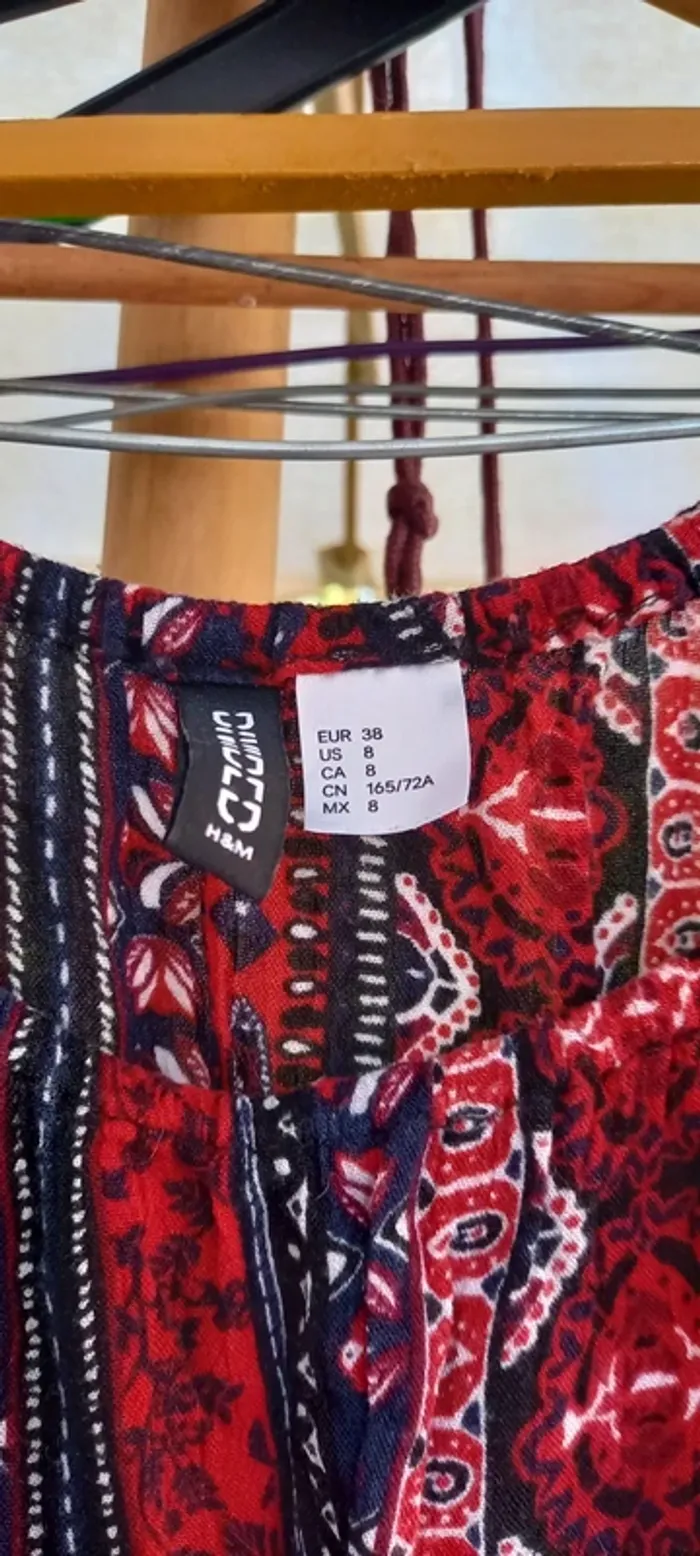 DIVIDED
H&M
EUR 38
US 8
CA 8
CN 165/72A
MX 8